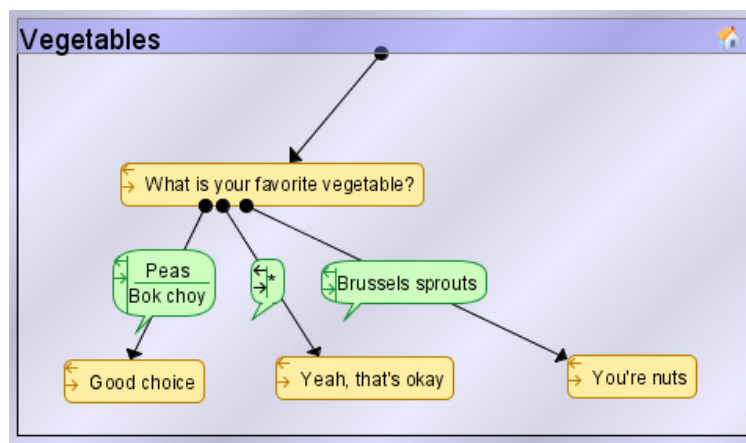 Vegetables
What is your favorite vegetable?
Peas
Bok choy
*
Brussels sprouts
Good choice
Yeah, that's okay
You're nuts